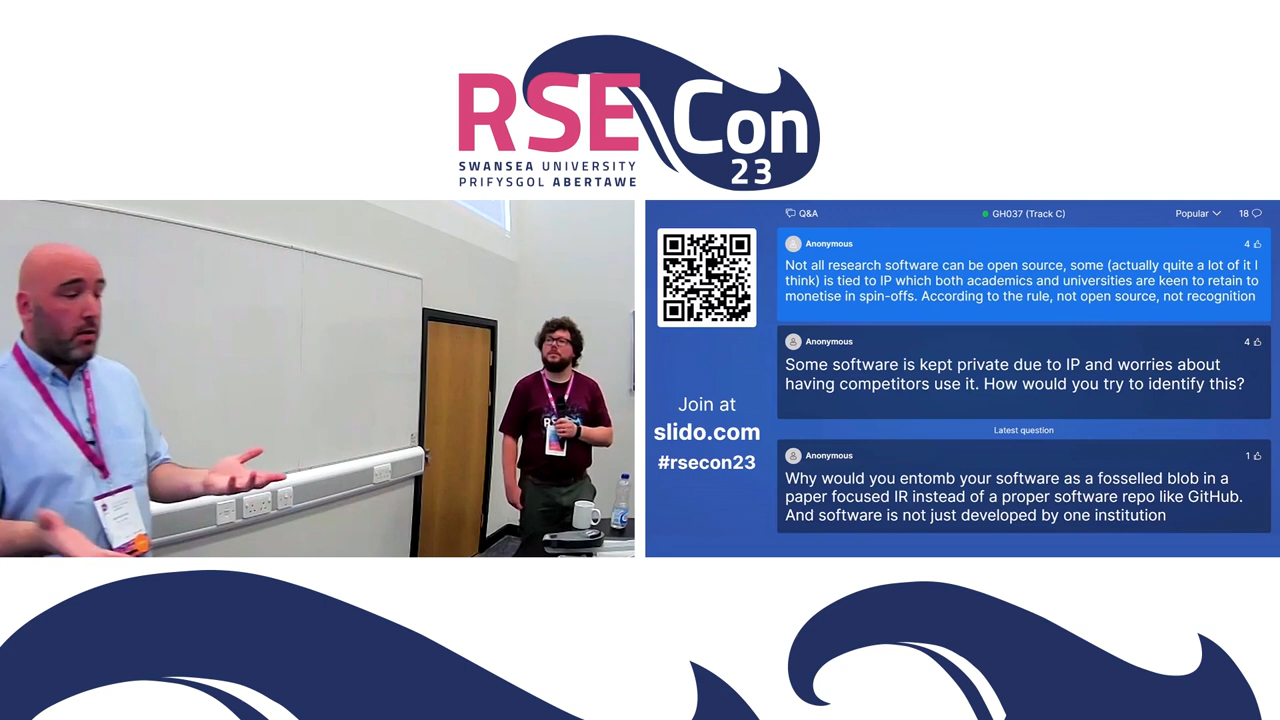 RSE Con
23
SWANSEA UNIVERSITY
PRIFYSGOL ABERTAWE
Q&A
GH037 (Track C)
Popular
18
Join at
slido.com
#rsecon23
Anonymous
4
Not all research software can be open source, some (actually quite a lot of it I
think) is tied to IP which both academics and universities are keen to retain to
monetise in spin-offs. According to the rule, not open source, not recognition
Anonymous
4
Some software is kept private due to IP and worries about
having competitors use it. How would you try to identify this?
Latest question
Anonymous
1
Why would you entomb your software as a fosselled blob in a
paper focused IR instead of a proper software repo like GitHub.
And software is not just developed by one institution